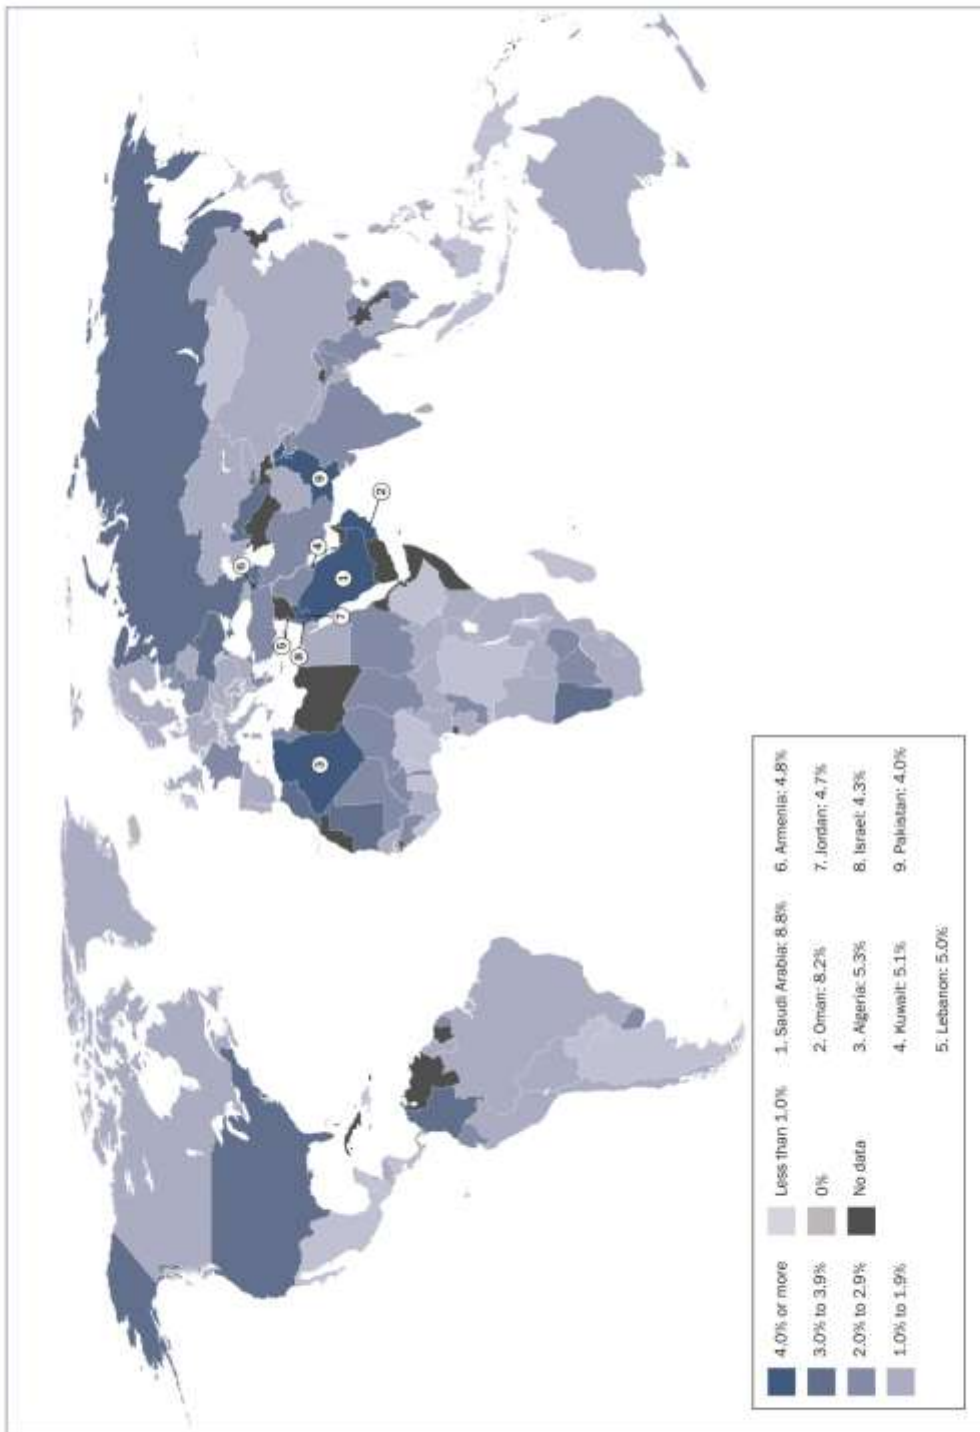 4.0% or more
3.0% to 3.9%
2.0% to 2.9%
1.0% to 1.9%
Less than 1.0%
0%
No data
1. Saudi Arabia: 8.8%
2. Oman: 8.2%
3. Algeria: 5.3%
4. Kuwait: 5.1%
5. Lebanon: 5.0%
6. Armenia: 4.8%
7. Jordan: 4.7%
8. Israel: 4.3%
9. Pakistan: 4.0%
1
2
3
4
5
6
7
8
9